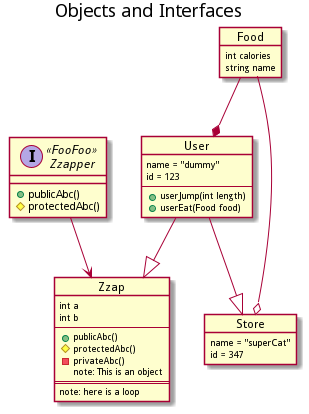 Objects and Interfaces
Food
int calories
string name
«FooFoo»
Zzapper
I
publicAbc()
protectedAbc()
User
name = "dummy"
id = 123
userJump(int length)
userEat(Food food)
Zzap
int a
int b
publicAbc()
protectedAbc()
privateAbc()
note: This is an object
note: here is a loop
Store
name = "superCat"
id = 347